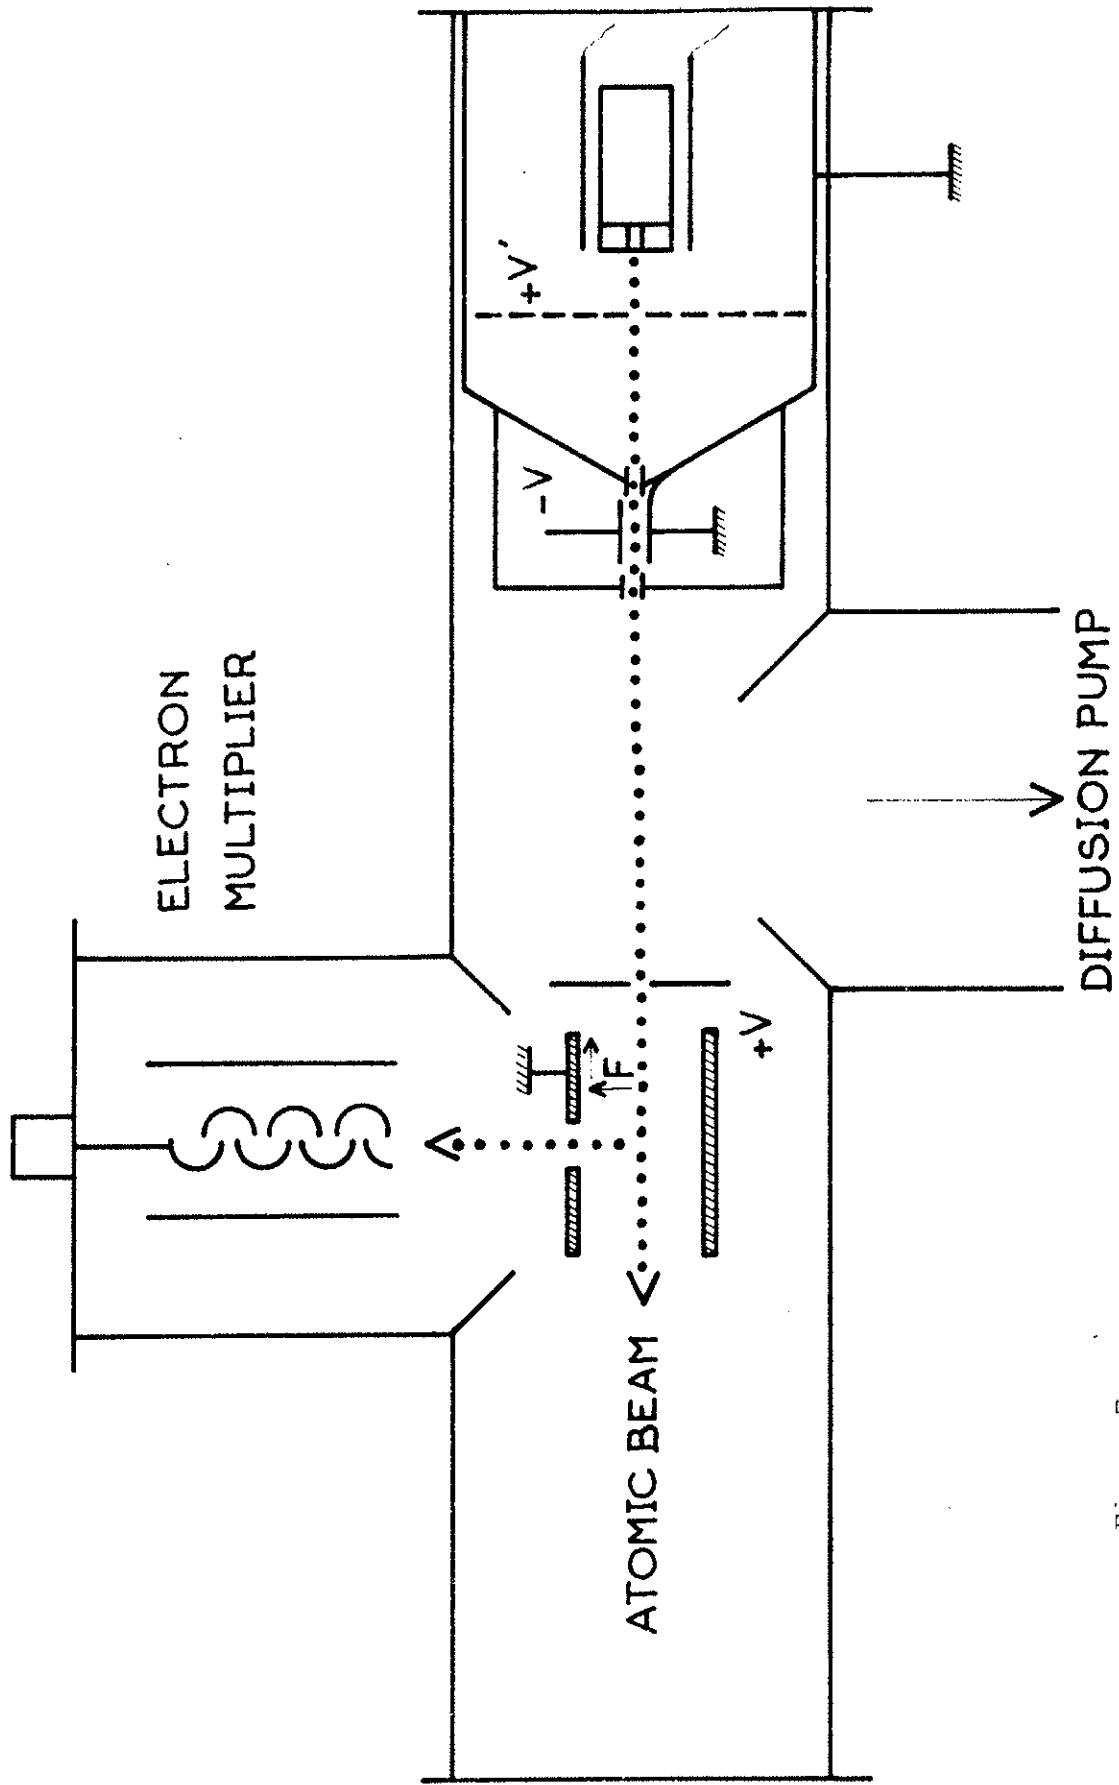 ELECTRON
MULTIPLIER
+V'
-V
F
+V
ATOMIC BEAM
DIFFUSION PUMP